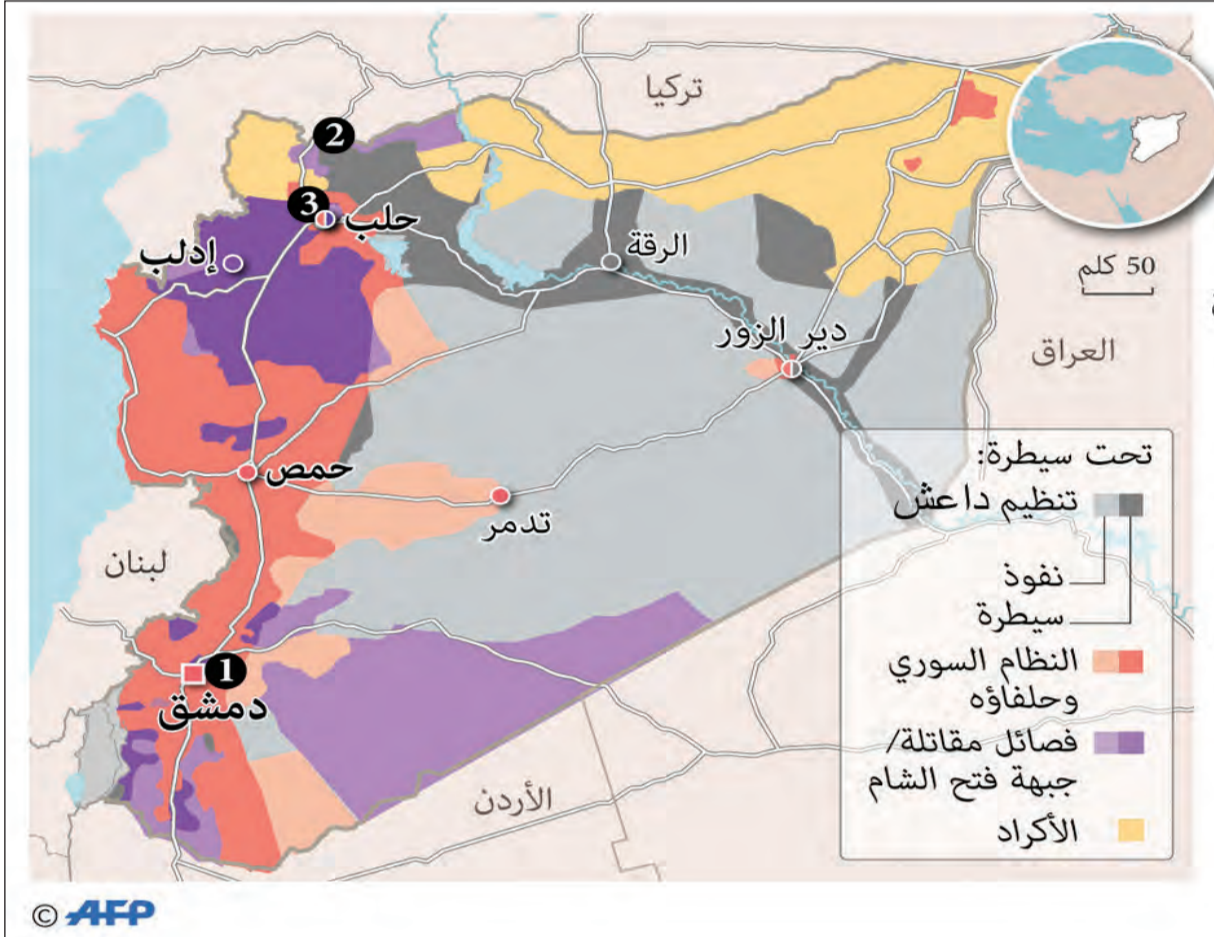 تركيا
2
3
حلب
إدلب
الرقة
50 كلم
دير الزور
العراق
حمص
تدمر
لبنان
1
دمشق
الأردن
تحت سيطرة:
تنظيم داعش
نفوذ
سيطرة
النظام السوري
وحلفاؤه
فصائل مقاتلة/
جبهة فتح الشام
الأكراد
© AFP